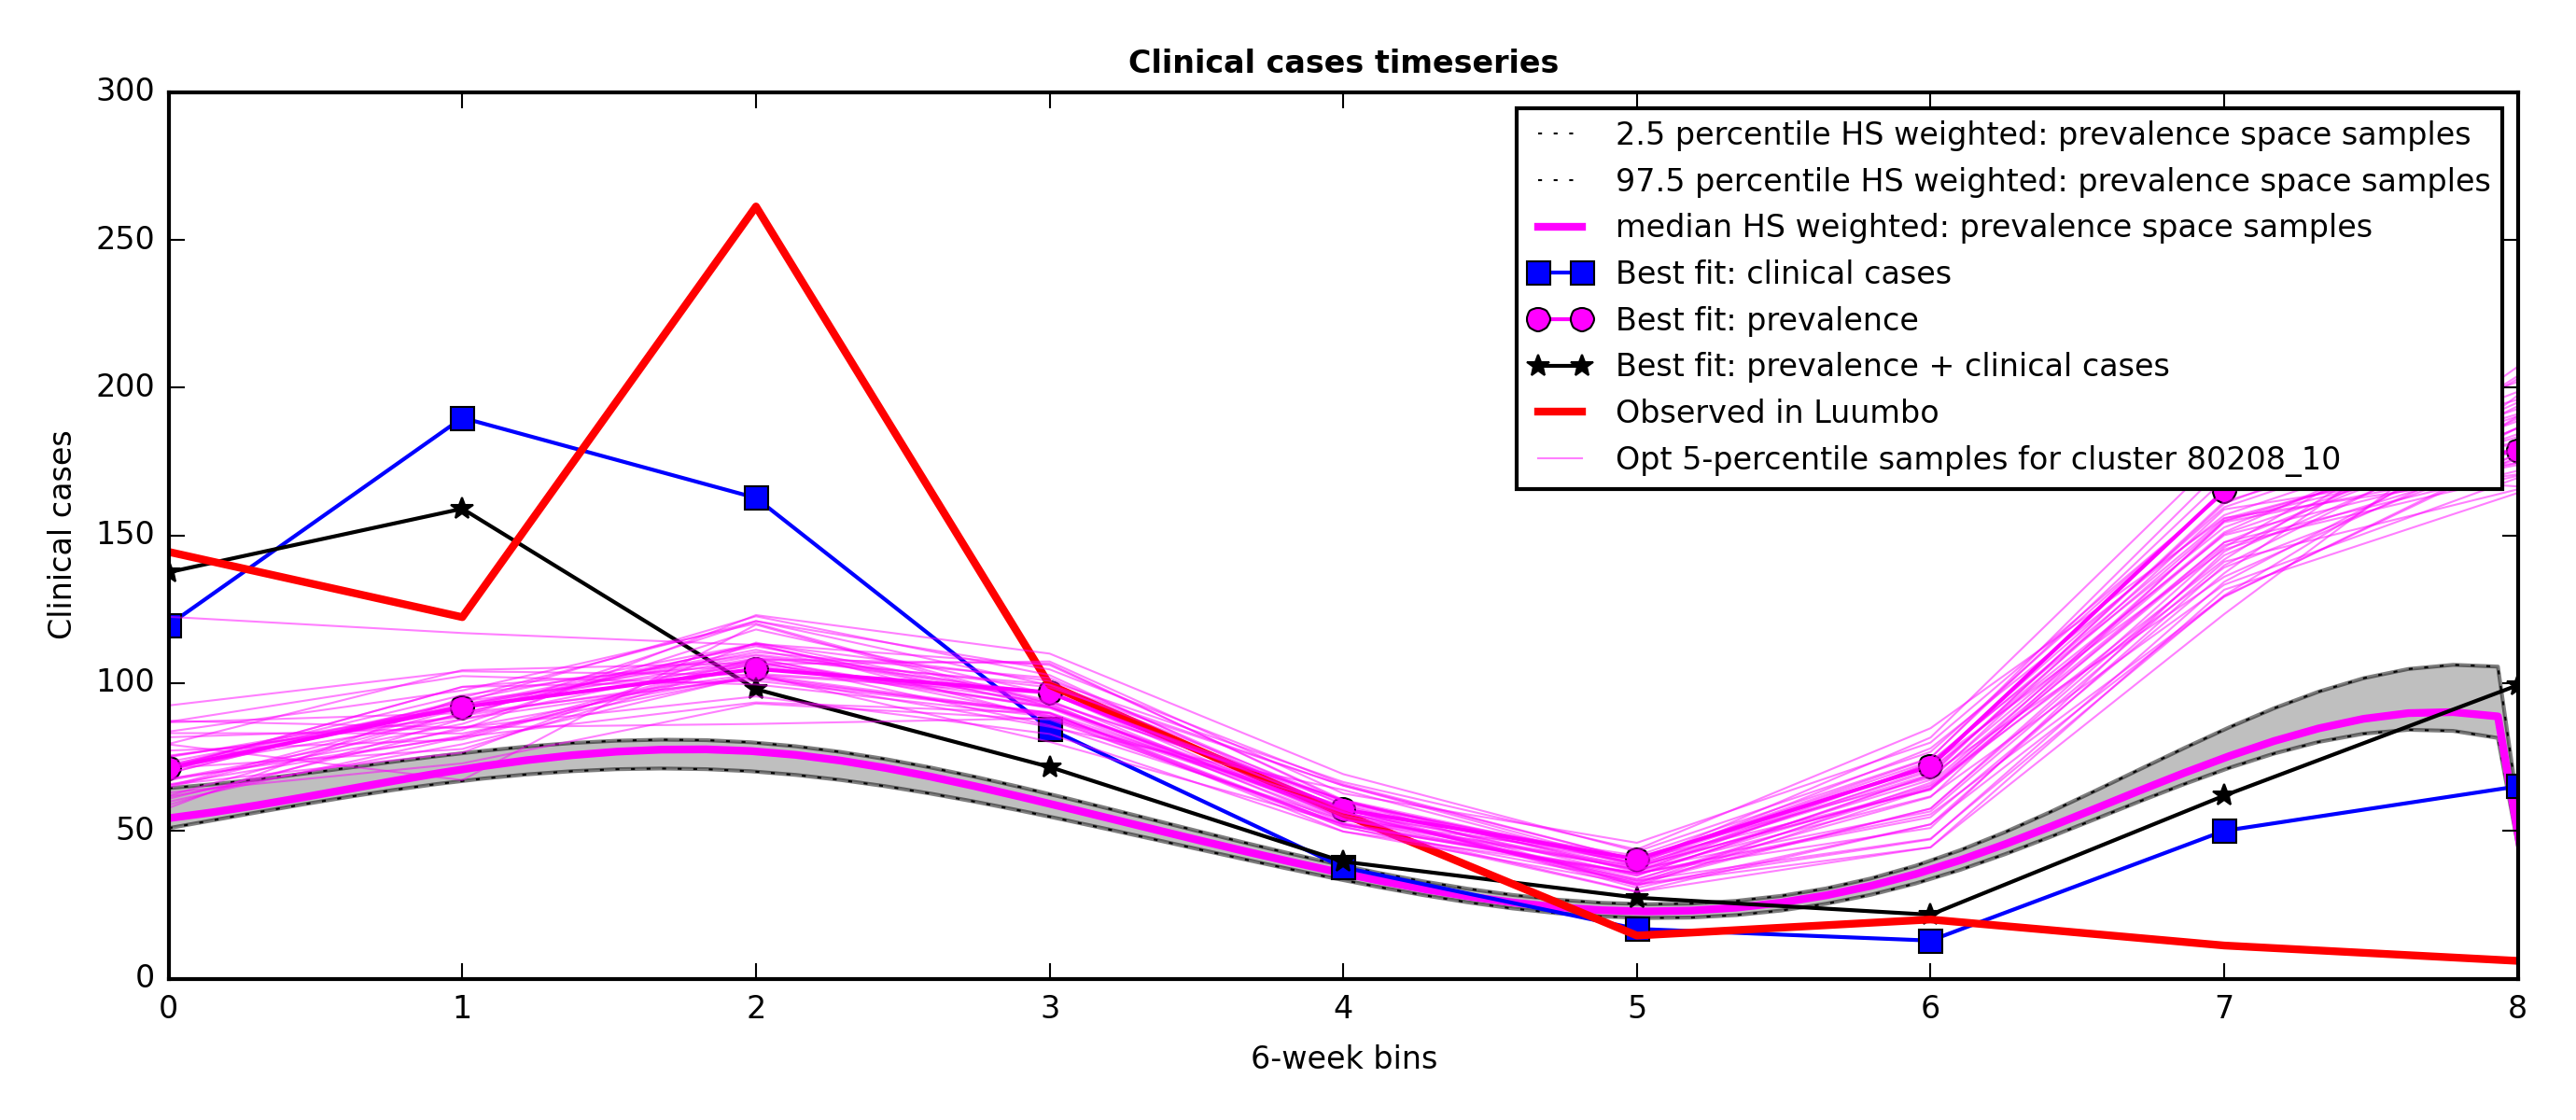 Clinical cases timeseries
300
250
200
150
100
50
0
Clinical cases
2.5 percentile HS weighted: prevalence space samples
97.5 percentile HS weighted: prevalence space samples
median HS weighted: prevalence space samples
Best fit: clinical cases
Best fit: prevalence
Best fit: prevalence + clinical cases
Observed in Luumbo
Opt 5-percentile samples for cluster 80208_10
0 1 2 3 4 5 6 7 8
6-week bins